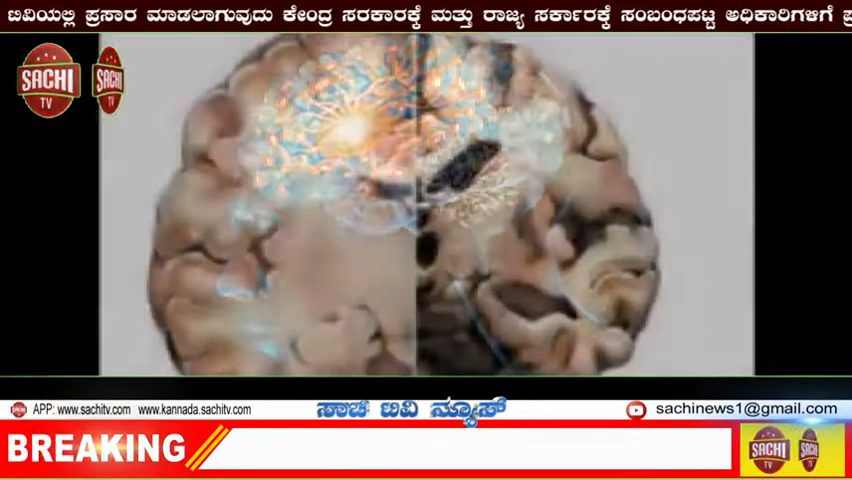 ಟಿವಿಯಲ್ಲಿ ಪ್ರಸಾರ ಮಾಡಲಾಗುವುದು ಕೇಂದ್ರ ಸರಕಾರಕ್ಕೆ ಮತ್ತು ರಾಜ್ಯ ಸರ್ಕಾರಕ್ಕೆ ಸಂಬಂಧಪಟ್ಟ ಅಧಿಕಾರಿಗಳಿಗೆ
SACHI TV SACHI TV
APP: www.sachitv.com www.kannada.sachitv.com ಸಾಚಿ ಟಿವಿ ನ್ಯೂಸ್ sachinews1@gmail.com
BREAKING
SACHI TV SACHI